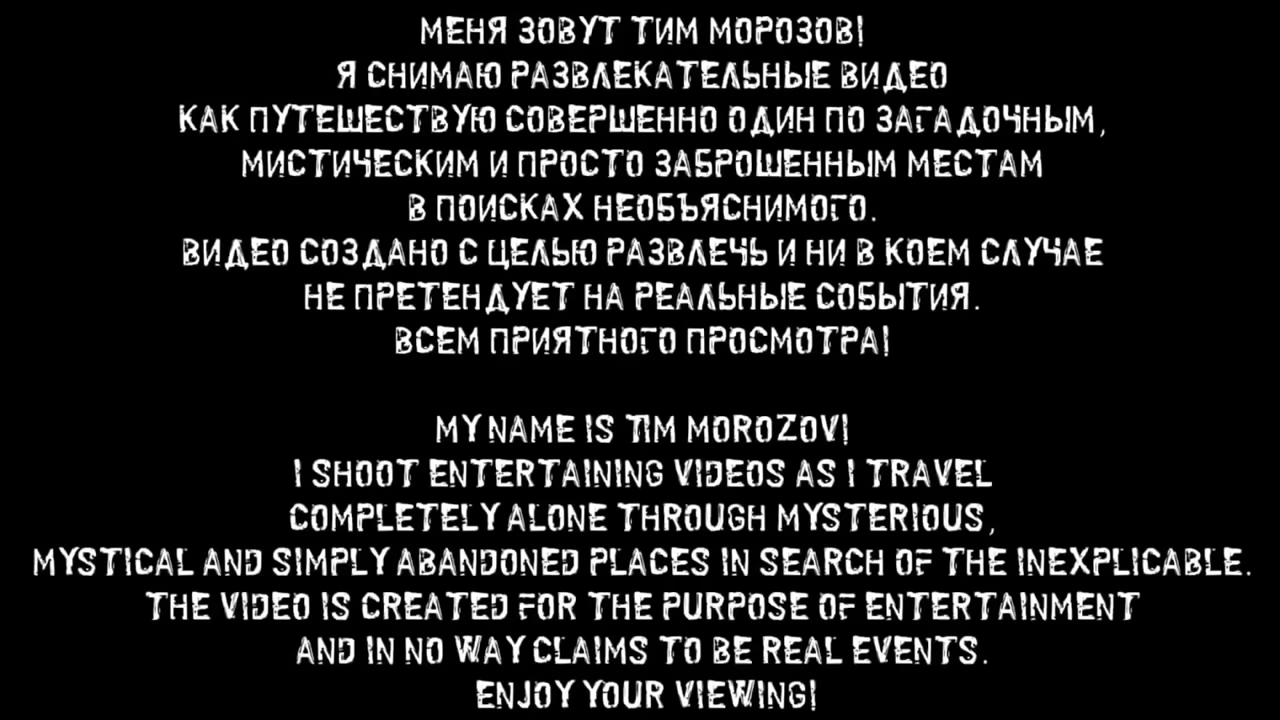 МЕНЯ ЗОВУТ ТИМ МОРОЗОВ!
Я СНИМАЮ РАЗВЛЕКАТЕЛЬНЫЕ ВИДЕО
КАК ПУТЕШЕСТВУЮ СОВЕРШЕННО ОДИН ПО ЗАГАДОЧНЫМ,
МИСТИЧЕСКИМ И ПРОСТО ЗАБРОШЕННЫМ МЕСТАМ
В ПОИСКАХ НЕОБЪЯСНИМОГО.
ВИДЕО СОЗДАНО С ЦЕЛЬЮ РАЗВЛЕЧЬ И НИ В КОЕМ СЛУЧАЕ
НЕ ПРЕТЕНДУЕТ НА РЕАЛЬНЫЕ СОБЫТИЯ.
ВСЕМ ПРИЯТНОГО ПРОСМОТРА!
MY NAME IS TIM MOROZOV!
I SHOOT ENTERTAINING VIDEOS AS I TRAVEL
COMPLETELY ALONE THROUGH MYSTERIOUS,
MYSTICAL AND SIMPLY ABANDONED PLACES IN SEARCH OF THE INEXPLICABLE.
THE VIDEO IS CREATED FOR THE PURPOSE OF ENTERTAINMENT
AND IN NO WAY CLAIMS TO BE REAL EVENTS.
ENJOY YOUR VIEWING!